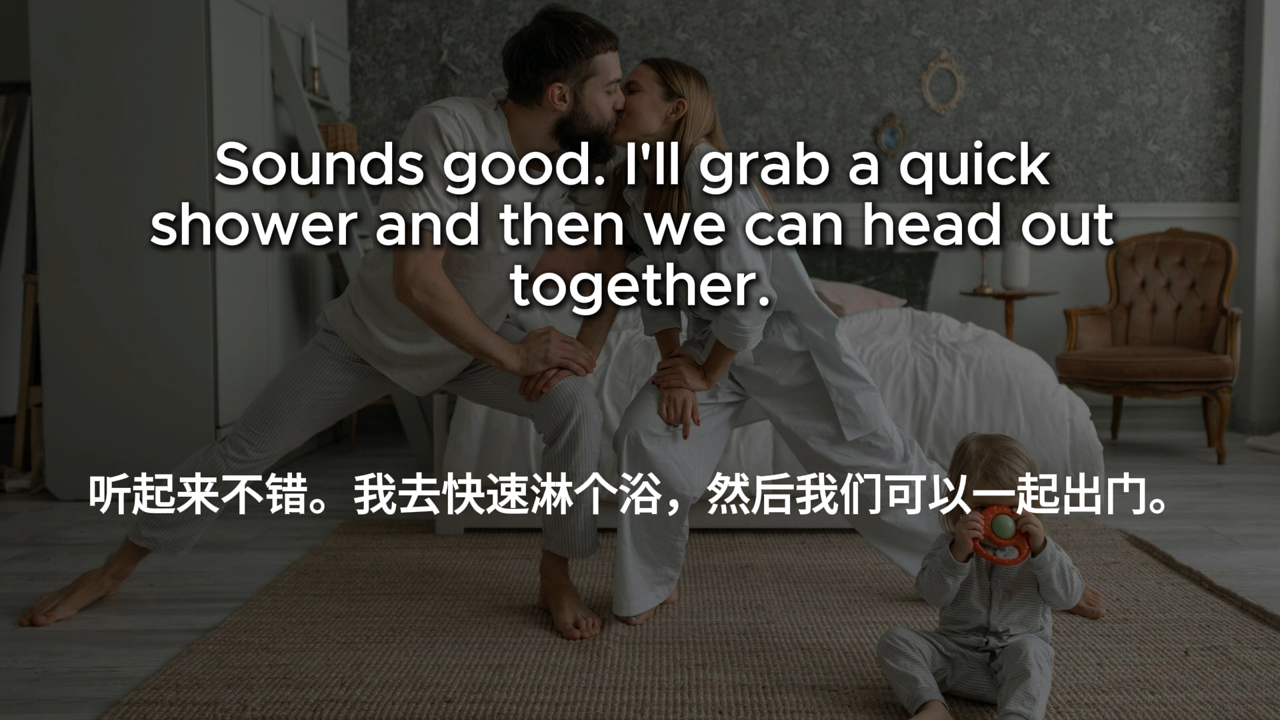 Sounds good. I'll grab a quick
shower and then we can head out
together.
听起来不错。我去快速淋个浴，然后我们可以一起出门。